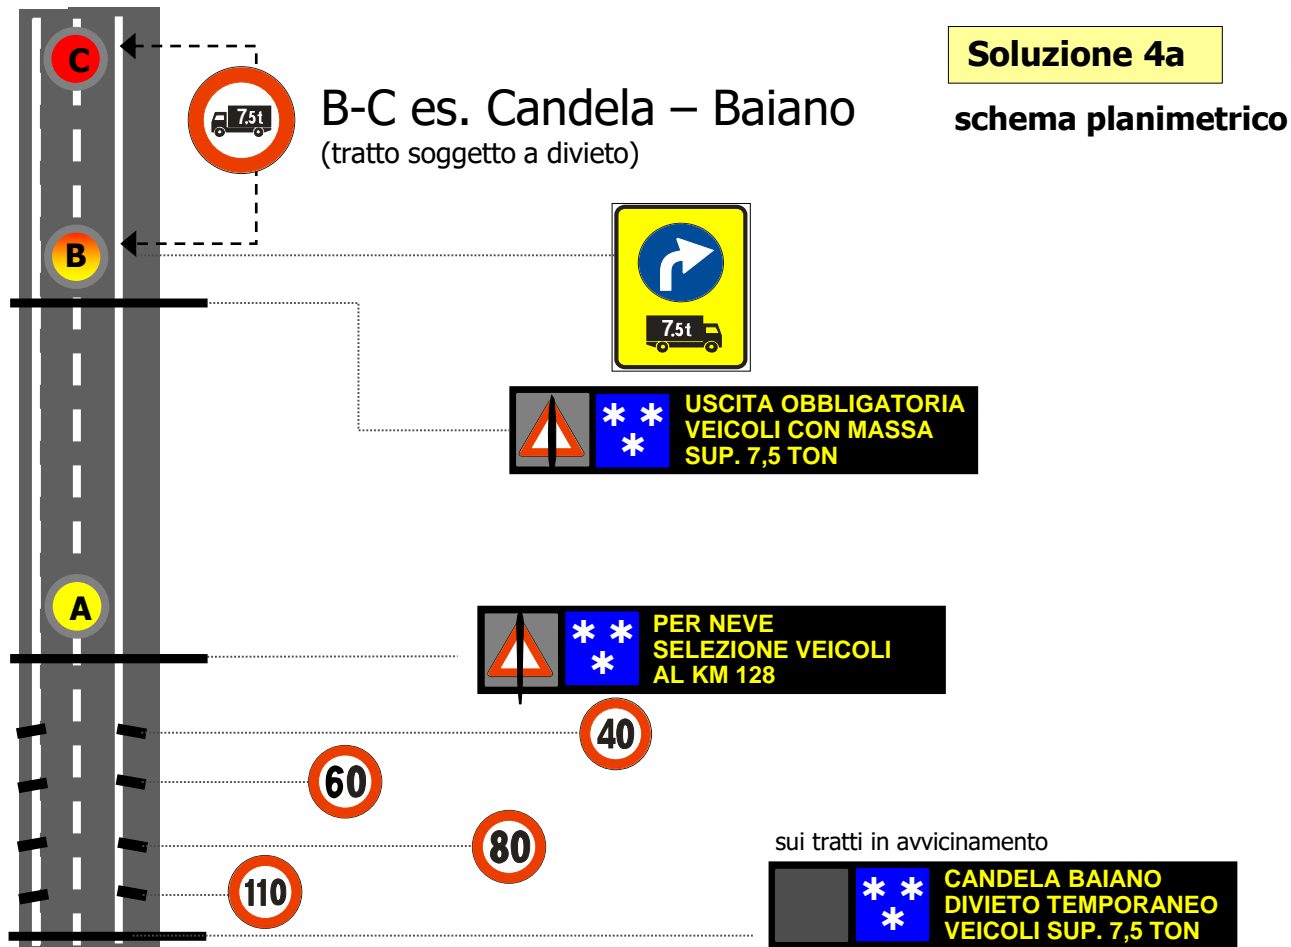 C
Soluzione 4a
B-C es. Candela – Baiano
schema planimetrico
7.5t
(tratto soggetto a divieto)
B
7.5t
USCITA OBBLIGATORIA
VEICOLI CON MASSA
SUP. 7,5 TON
A
PER NEVE
SELEZIONE VEICOLI
AL KM 128
40
60
80
110
sui tratti in avvicinamento
CANDELA BAIANO
DIVIETO TEMPORANEO
VEICOLI SUP. 7,5 TON